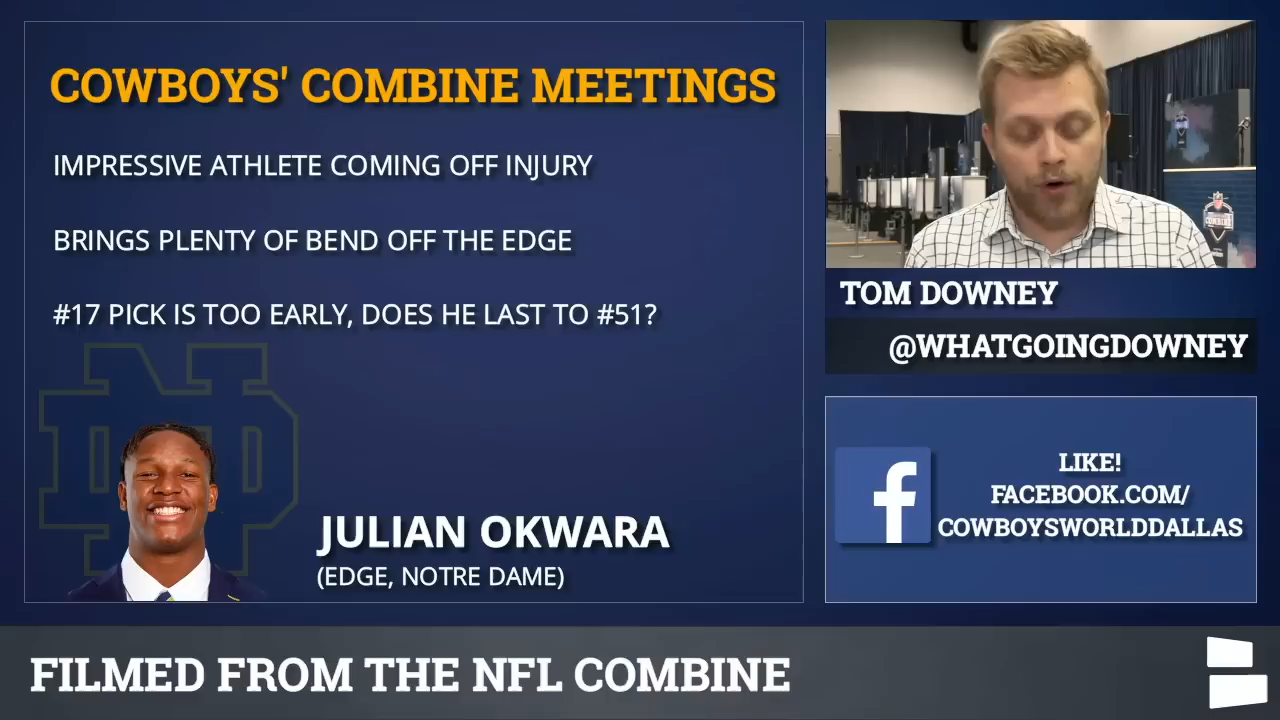 COWBOYS' COMBINE MEETINGS
IMPRESSIVE ATHLETE COMING OFF INJURY
BRINGS PLENTY OF BEND OFF THE EDGE
#17 PICK IS TOO EARLY, DOES HE LAST TO #51?
JULIAN OKWARA
(EDGE, NOTRE DAME)
TOM DOWNEY
@WHATGOINGDOWNEY
LIKE!
FACEBOOK.COM/
COWBOYSWORLDDALLAS
FILMED FROM THE NFL COMBINE